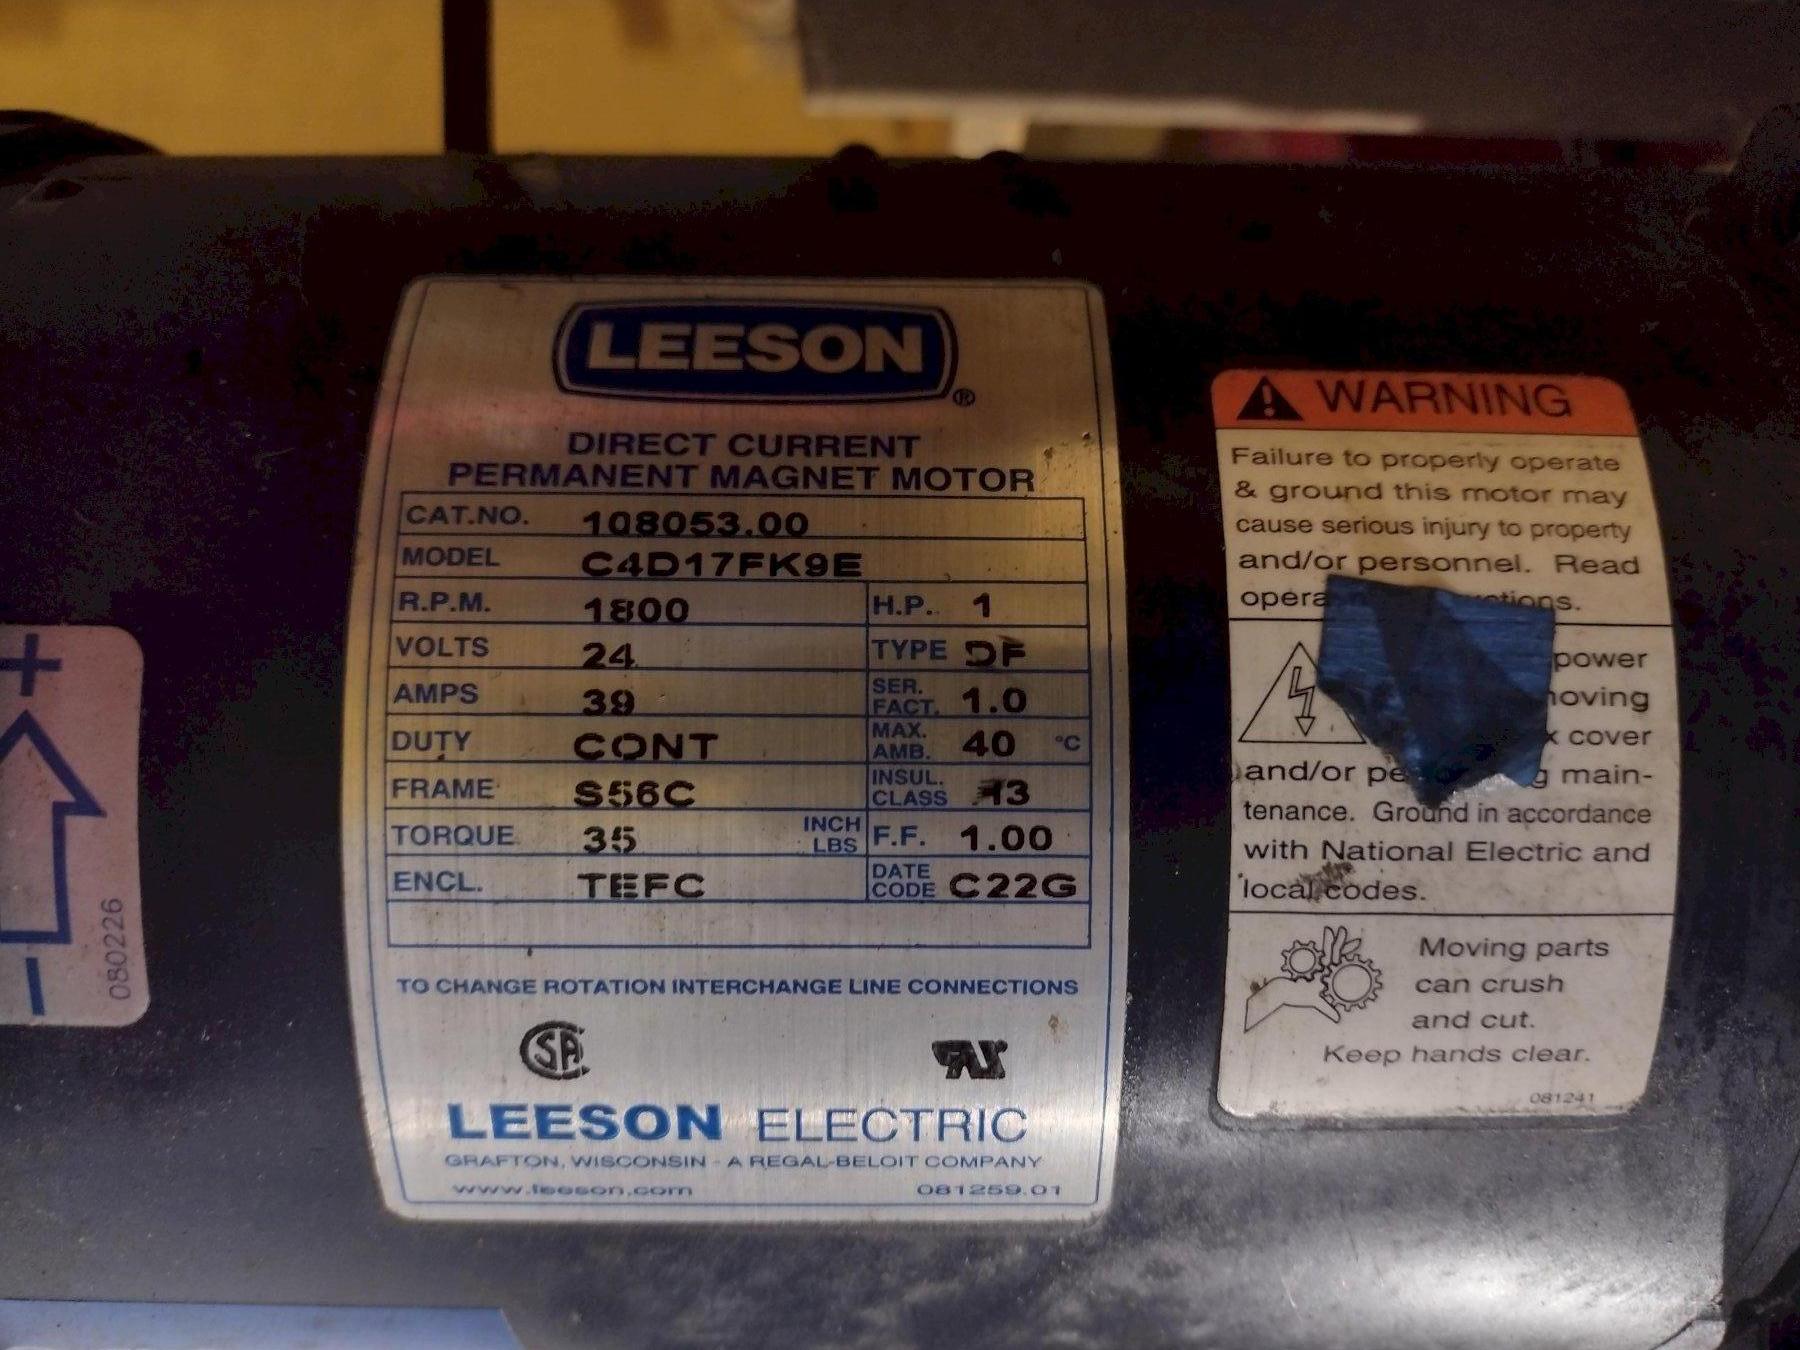 LEESON ®
DIRECT CURRENT
PERMANENT MAGNET MOTOR
CAT.NO. 108053.00
MODEL C4D17FK9E
R.P.M. 1800 H.P. 1
VOLTS 24 TYPE DF
AMPS 39 SER. FACT. 1.0
DUTY CONT MAX. AMB. 40 °C
FRAME S56C INSUL. CLASS
TORQUE 35 INCH LBS F.F. 1.00
ENCL. TEFC DATE CODE C22G
TO CHANGE ROTATION INTERCHANGE LINE CONNECTIONS
LEESON ELECTRIC
GRAFTON, WISCONSIN - A REGAL-BELOIT COMPANY
www.leeson.com 081259.01
+
-
080226
WARNING
Failure to properly operate
& ground this motor may
cause serious injury to property
and/or personnel. Read
power
cover
and/or main-
tenance. Ground in accordance
with National Electric and
local codes.
Moving parts
can crush
and cut.
Keep hands clear.
081241